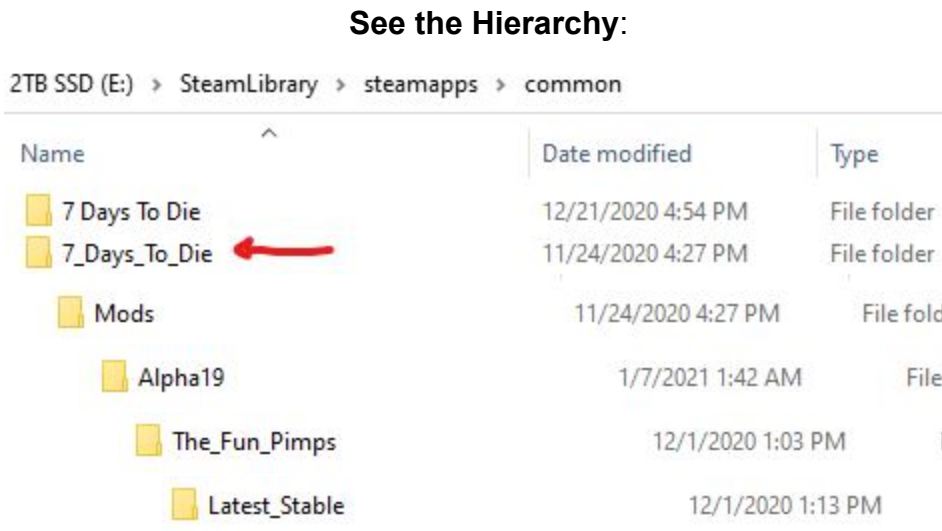 See the Hierarchy:
2TB SSD (E:) > SteamLibrary > steamapps > common
Name Date modified Type
7 Days To Die 12/21/2020 4:54 PM File folder
7_Days_To_Die 11/24/2020 4:27 PM File folder
Mods 11/24/2020 4:27 PM File fold
Alpha19 1/7/2021 1:42 AM File
The_Fun_Pimps 12/1/2020 1:03 PM
Latest_Stable 12/1/2020 1:13 PM